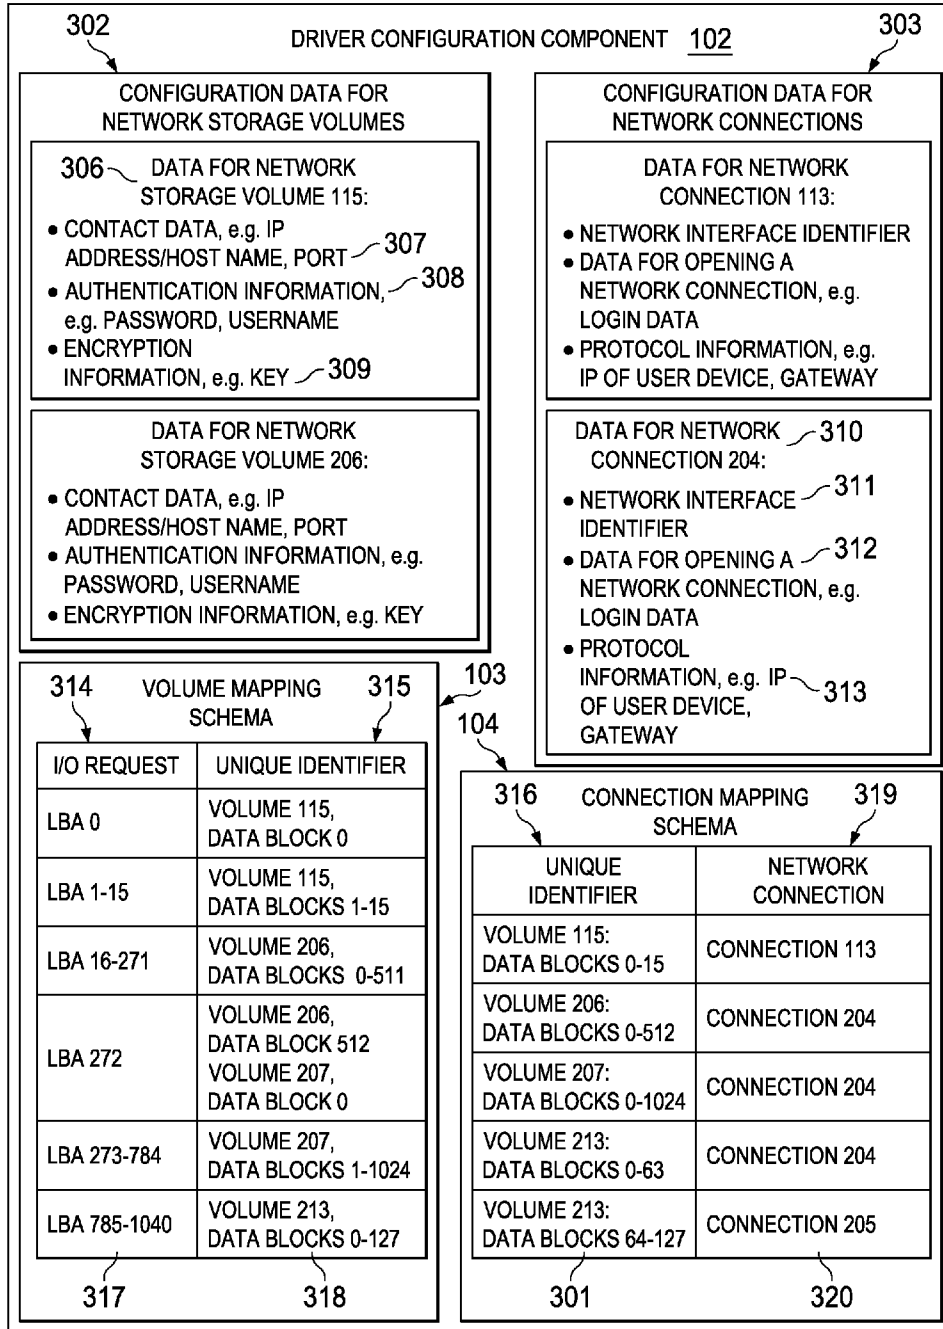 302
DRIVER CONFIGURATION COMPONENT 102
303
CONFIGURATION DATA FOR
NETWORK STORAGE VOLUMES
306
DATA FOR NETWORK
STORAGE VOLUME 115:
• CONTACT DATA, e.g. IP
ADDRESS/HOST NAME, PORT 307
• AUTHENTICATION INFORMATION, 308
e.g. PASSWORD, USERNAME
• ENCRYPTION
INFORMATION, e.g. KEY 309
DATA FOR NETWORK
STORAGE VOLUME 206:
• CONTACT DATA, e.g. IP
ADDRESS/HOST NAME, PORT
• AUTHENTICATION INFORMATION, e.g.
PASSWORD, USERNAME
• ENCRYPTION INFORMATION, e.g. KEY
CONFIGURATION DATA FOR
NETWORK CONNECTIONS
DATA FOR NETWORK
CONNECTION 113:
• NETWORK INTERFACE IDENTIFIER
• DATA FOR OPENING A
NETWORK CONNECTION, e.g.
LOGIN DATA
• PROTOCOL INFORMATION, e.g.
IP OF USER DEVICE, GATEWAY
DATA FOR NETWORK 310
CONNECTION 204:
• NETWORK INTERFACE 311
IDENTIFIER
• DATA FOR OPENING A 312
NETWORK CONNECTION, e.g.
LOGIN DATA
• PROTOCOL
INFORMATION, e.g. IP 313
OF USER DEVICE,
GATEWAY
314
VOLUME MAPPING
SCHEMA
315
103
I/O REQUEST
UNIQUE IDENTIFIER
LBA 0
VOLUME 115,
DATA BLOCK 0
LBA 1-15
VOLUME 115,
DATA BLOCKS 1-15
LBA 16-271
VOLUME 206,
DATA BLOCKS 0-511
LBA 272
VOLUME 206,
DATA BLOCK 512
VOLUME 207,
DATA BLOCK 0
LBA 273-784
VOLUME 207,
DATA BLOCKS 1-1024
LBA 785-1040
VOLUME 213,
DATA BLOCKS 0-127
317
318
104
316
CONNECTION MAPPING
SCHEMA
319
UNIQUE
IDENTIFIER
NETWORK
CONNECTION
VOLUME 115:
DATA BLOCKS 0-15
CONNECTION 113
VOLUME 206:
DATA BLOCKS 0-512
CONNECTION 204
VOLUME 207:
DATA BLOCKS 0-1024
CONNECTION 204
VOLUME 213:
DATA BLOCKS 0-63
CONNECTION 204
VOLUME 213:
DATA BLOCKS 64-127
CONNECTION 205
301
320